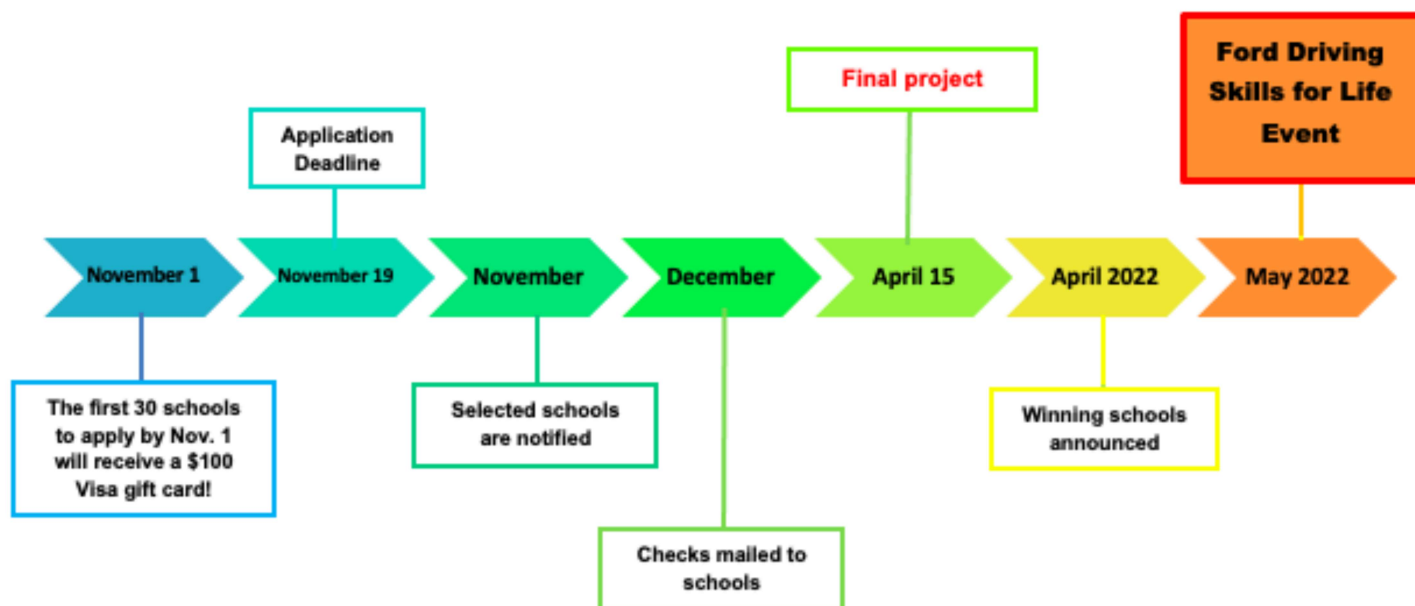 Ford Driving
Skills for Life
Event
Final project
Application
Deadline
November 1
November 19
November
December
April 15
April 2022
May 2022
The first 30 schools
to apply by Nov. 1
will receive a $100
Visa gift card!
Selected schools
are notified
Winning schools
announced
Checks mailed to
schools